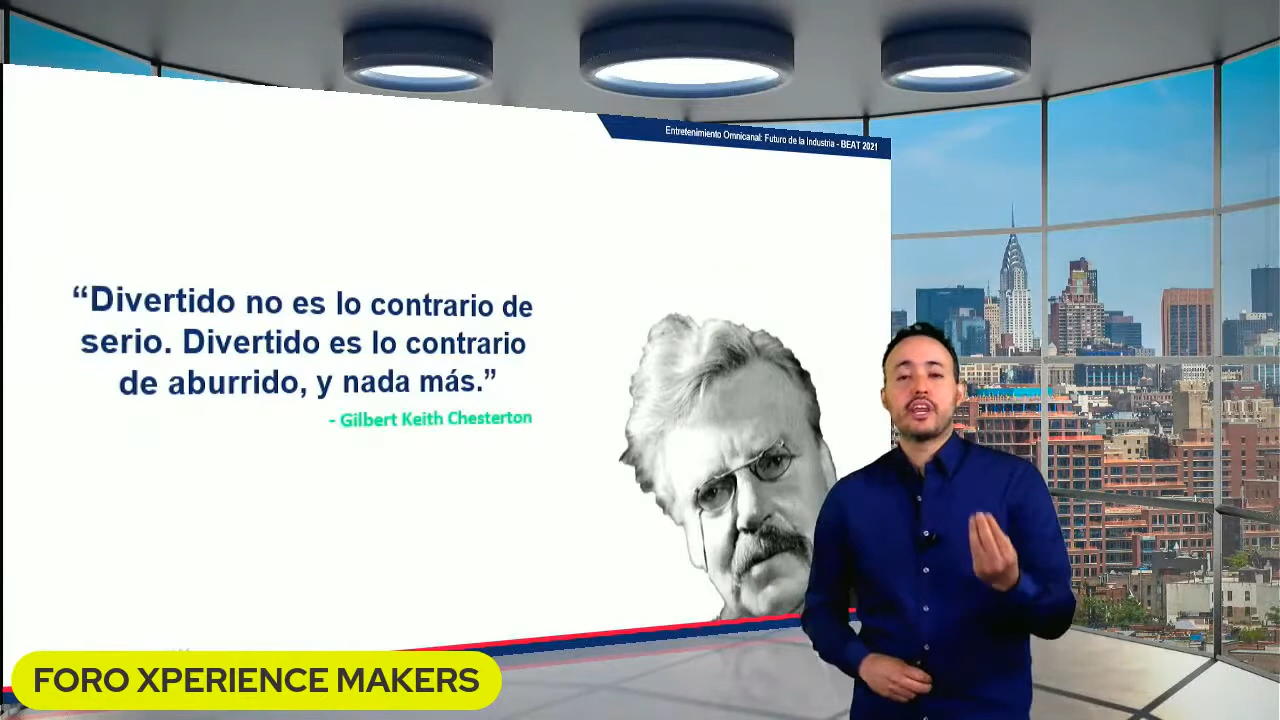 Entretenimiento Omnicanal: Futuro de la Industria - BEAT 2021
“Divertido no es lo contrario de
serio. Divertido es lo contrario
de aburrido, y nada más.”
- Gilbert Keith Chesterton
FORO XPERIENCE MAKERS